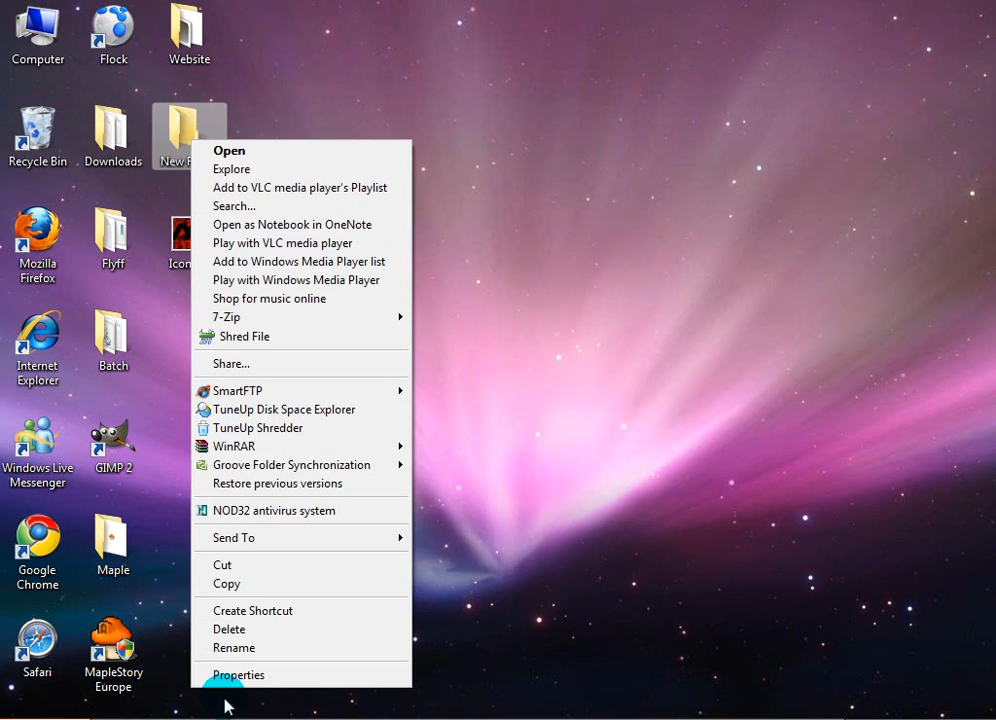 Computer
Flock
Website
Recycle Bin
Downloads
New
Mozilla
Firefox
Flyff
Icon
Internet
Explorer
Batch
Windows Live
Messenger
GIMP 2
Google
Chrome
Maple
Safari
MapleStory
Europe
Open
Explore
Add to VLC media player's Playlist
Search...
Open as Notebook in OneNote
Play with VLC media player
Add to Windows Media Player list
Play with Windows Media Player
Shop for music online
7-Zip
Shred File
Share...
SmartFTP
TuneUp Disk Space Explorer
TuneUp Shredder
WinRAR
Groove Folder Synchronization
Restore previous versions
NOD32 antivirus system
Send To
Cut
Copy
Create Shortcut
Delete
Rename
Properties